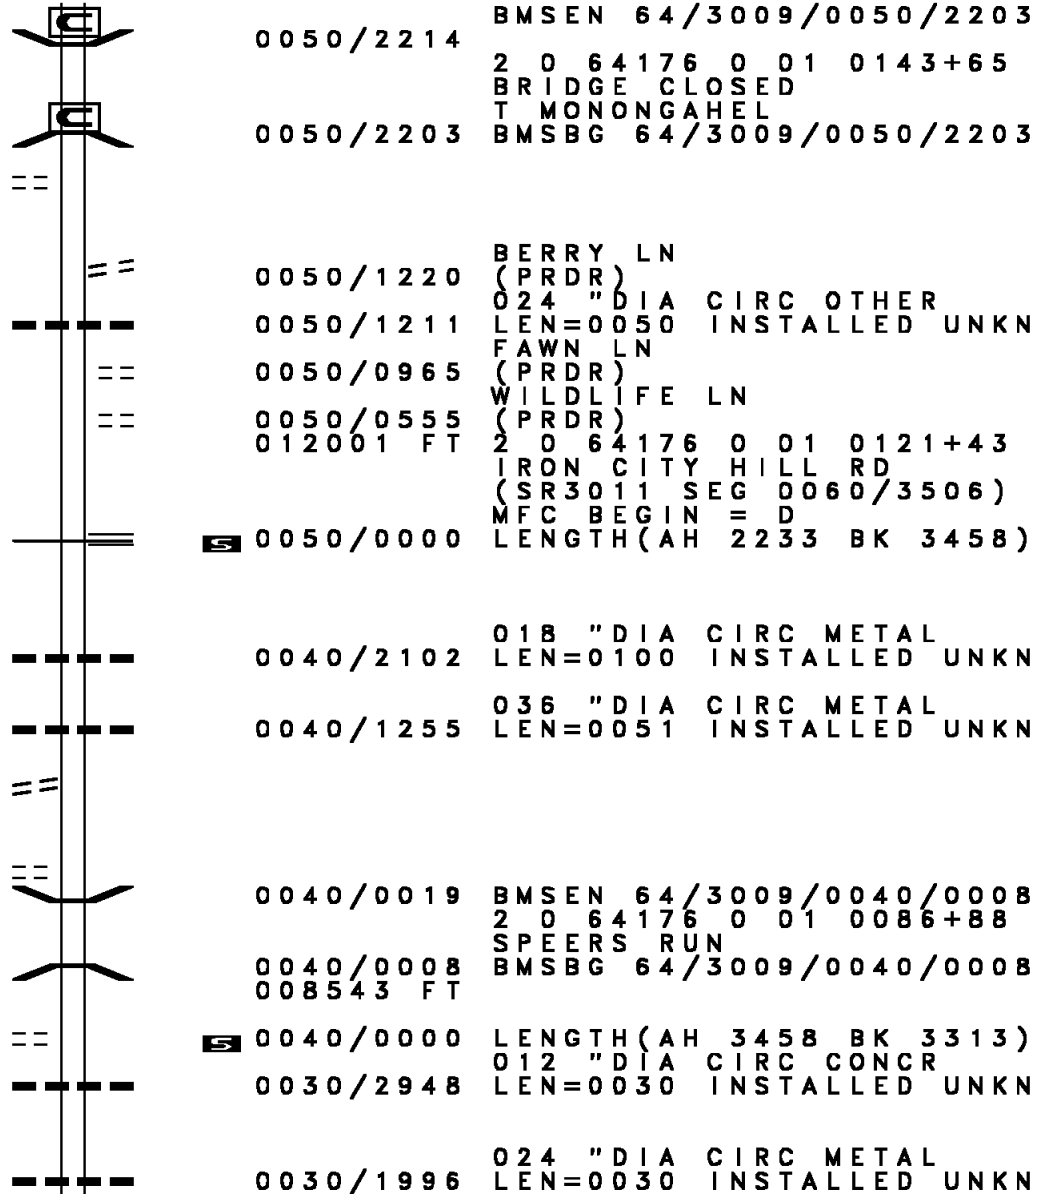 BMSEN 64/3009/0050/2203
0050/2214
2 0 64176 0 01 0143+65
BRIDGE CLOSED
T MONONGAHEL
0050/2203 BMSBG 64/3009/0050/2203
BERRY LN
0050/1220 (PRDR)
024 "DIA CIRC OTHER
0050/1211 LEN=0050 INSTALLED UNKN
FAWN LN
0050/0965 (PRDR)
WILDLIFE LN
0050/0555 (PRDR)
012001 FT 2 0 64176 0 01 0121+43
IRON CITY HILL RD
(SR3011 SEG 0060/3506)
MFC BEGIN = D
S 0050/0000 LENGTH(AH 2233 BK 3458)
018 "DIA CIRC METAL
0040/2102 LEN=0100 INSTALLED UNKN
036 "DIA CIRC METAL
0040/1255 LEN=0051 INSTALLED UNKN
0040/0019 BMSEN 64/3009/0040/0008
2 0 64176 0 01 0086+88
SPEERS RUN
0040/0008 BMSBG 64/3009/0040/0008
008543 FT
S 0040/0000 LENGTH(AH 3458 BK 3313)
012 "DIA CIRC CONCR
0030/2948 LEN=0030 INSTALLED UNKN
024 "DIA CIRC METAL
0030/1996 LEN=0030 INSTALLED UNKN